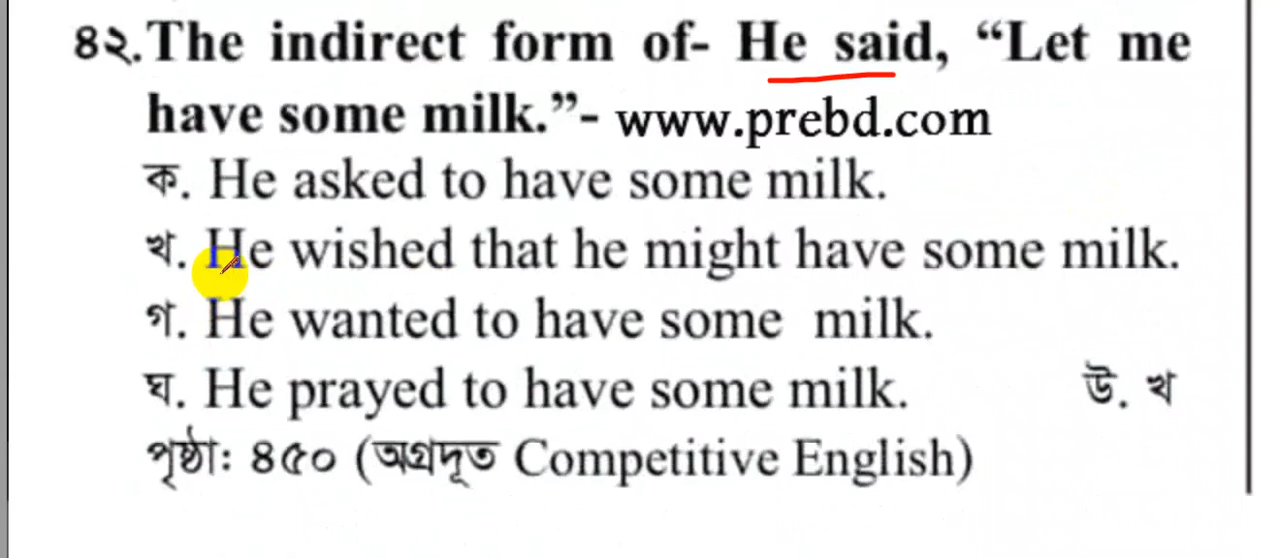 ৪২.The indirect form of- He said, “Let me
have some milk.”- www.prebd.com
ক. He asked to have some milk.
খ. He wished that he might have some milk.
গ. He wanted to have some milk.
ঘ. He prayed to have some milk. উ. খ
পৃষ্ঠা: ৪৫০ (অগ্রদূত Competitive English)